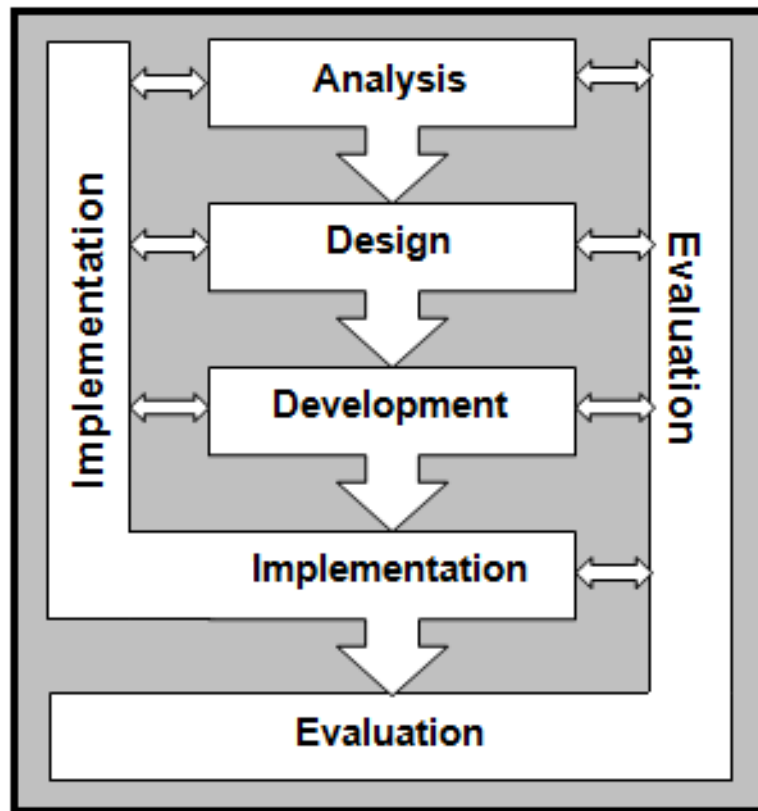 Analysis
Implementation
Design
Evaluation
Development
Implementation
Evaluation